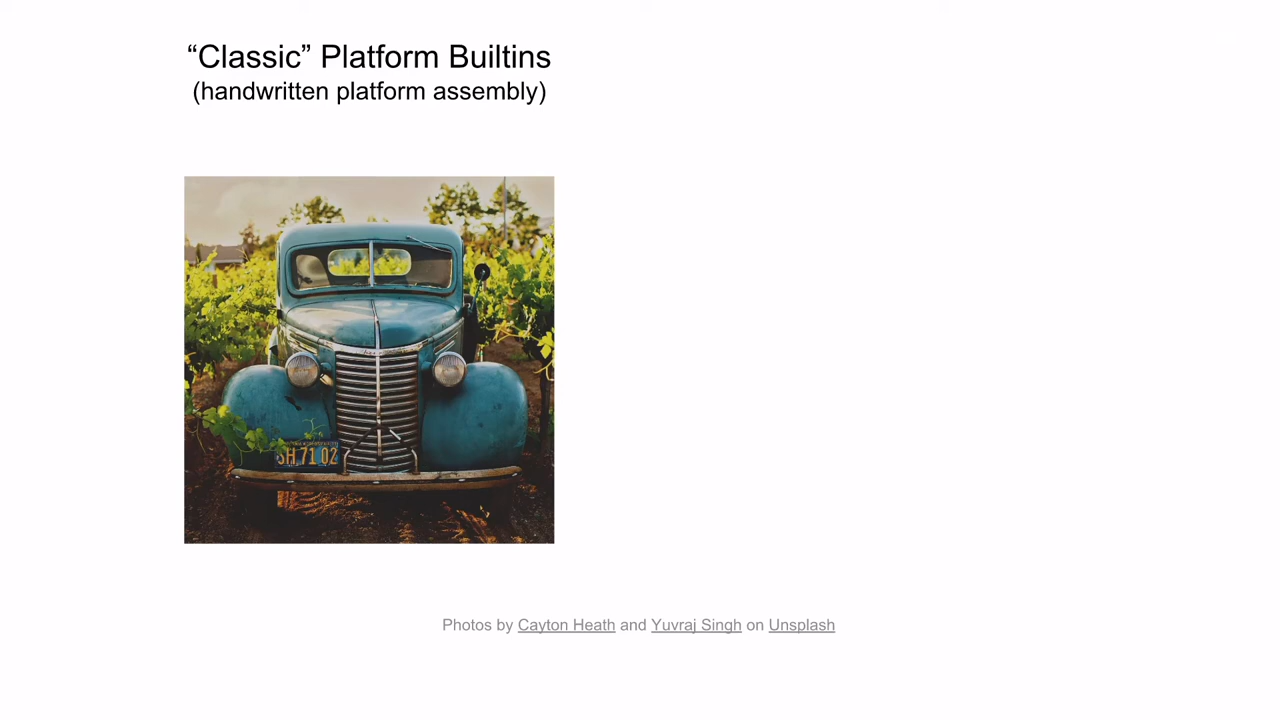 “Classic” Platform Builtins
(handwritten platform assembly)
SH 71 02
Photos by Cayton Heath and Yuvraj Singh on Unsplash